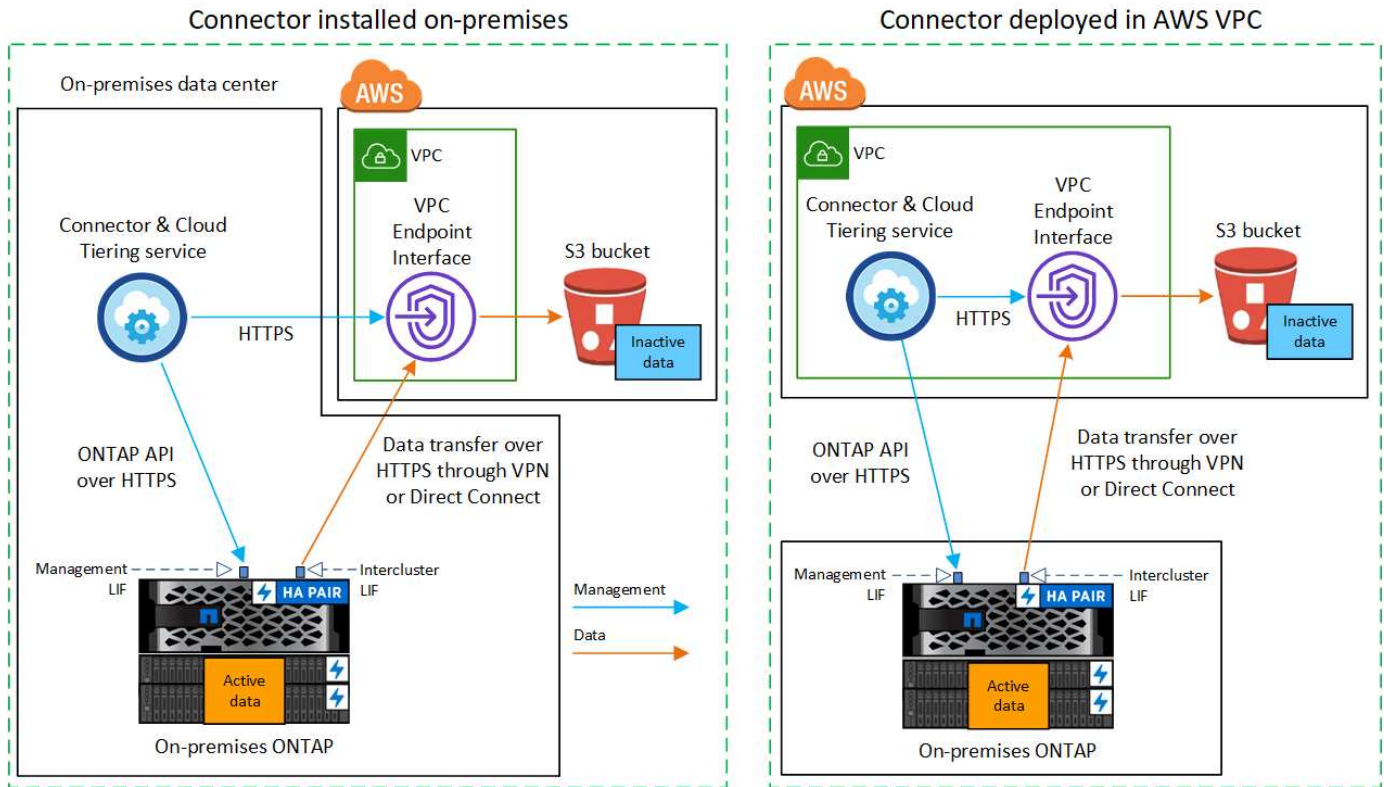 Connector installed on-premises
On-premises data center
AWS
VPC
Connector & Cloud
Tiering service
VPC
Endpoint
Interface
S3 bucket
HTTPS
Inactive
data
ONTAP API
over HTTPS
Data transfer over
HTTPS through VPN
or Direct Connect
Management
LIF
Intercluster
LIF
HA PAIR
Management
Data
Active
data
On-premises ONTAP
Connector deployed in AWS VPC
AWS
VPC
Connector & Cloud
Tiering service
VPC
Endpoint
Interface
S3 bucket
HTTPS
Inactive
data
ONTAP API
over HTTPS
Data transfer over
HTTPS through VPN
or Direct Connect
Management
LIF
Intercluster
LIF
HA PAIR
Active
data
On-premises ONTAP